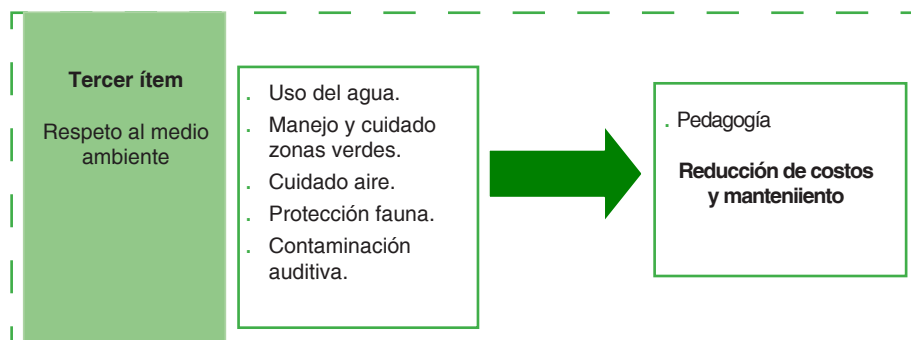 Tercer ítem
Respeto al medio
ambiente
. Uso del agua.
. Manejo y cuidado
zonas verdes.
. Cuidado aire.
. Protección fauna.
. Contaminación
auditiva.
. Pedagogía
Reducción de costos
y manteniiento